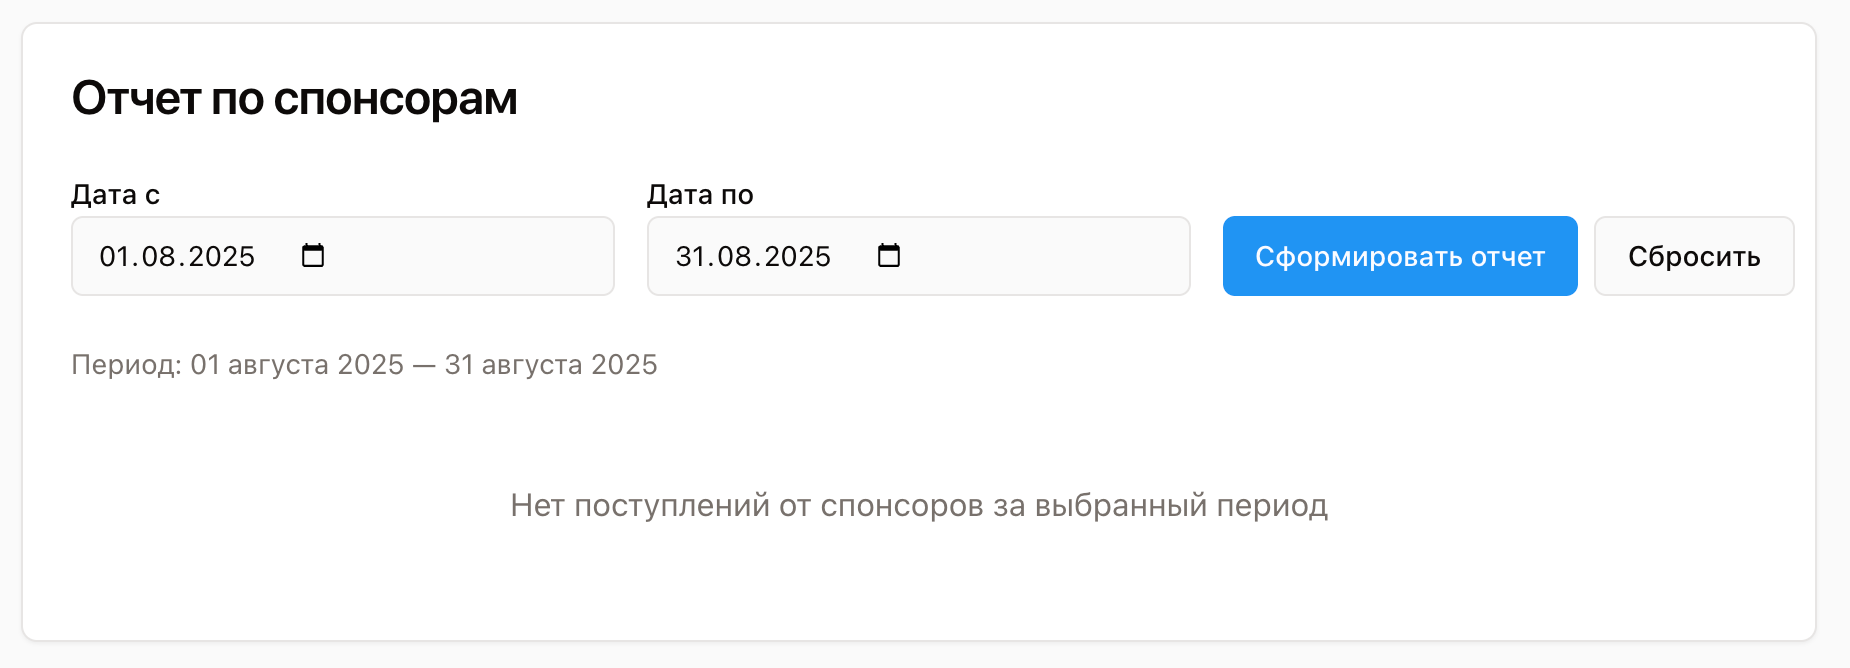 Отчет по спонсорам
Дата с
Дата по
01.08.2025
31.08.2025
Сформировать отчет
Сбросить
Период: 01 августа 2025 — 31 августа 2025
Нет поступлений от спонсоров за выбранный период